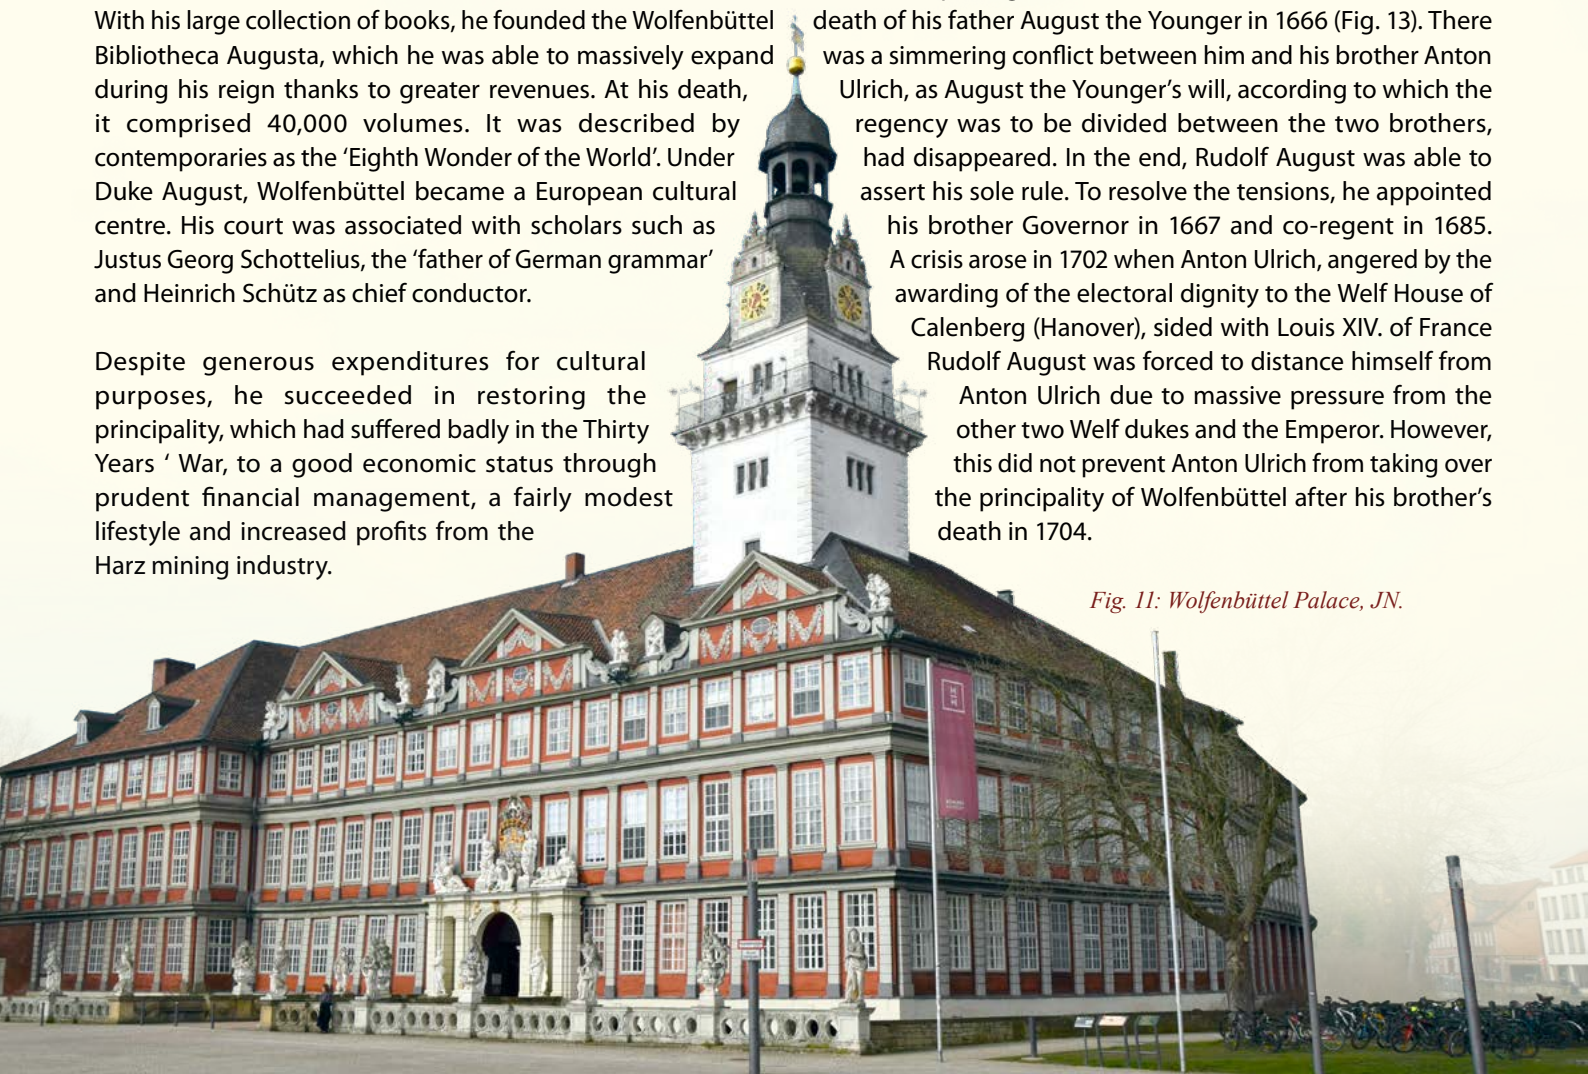 With his large collection of books, he founded the Wolfenbüttel
Bibliotheca Augusta, which he was able to massively expand
during his reign thanks to greater revenues. At his death,
it comprised 40,000 volumes. It was described by
contemporaries as the ‘Eighth Wonder of the World’. Under
Duke August, Wolfenbüttel became a European cultural
centre. His court was associated with scholars such as
Justus Georg Schottelius, the ‘father of German grammar’
and Heinrich Schütz as chief conductor.
Despite generous expenditures for cultural
purposes, he succeeded in restoring the
principality, which had suffered badly in the Thirty
Years ‘ War, to a good economic status through
prudent financial management, a fairly modest
lifestyle and increased profits from the
Harz mining industry.
death of his father August the Younger in 1666 (Fig. 13). There
was a simmering conflict between him and his brother Anton
Ulrich, as August the Younger’s will, according to which the
regency was to be divided between the two brothers,
had disappeared. In the end, Rudolf August was able to
assert his sole rule. To resolve the tensions, he appointed
his brother Governor in 1667 and co-regent in 1685.
A crisis arose in 1702 when Anton Ulrich, angered by the
awarding of the electoral dignity to the Welf House of
Calenberg (Hanover), sided with Louis XIV. of France
Rudolf August was forced to distance himself from
Anton Ulrich due to massive pressure from the
other two Welf dukes and the Emperor. However,
this did not prevent Anton Ulrich from taking over
the principality of Wolfenbüttel after his brother’s
death in 1704.
Fig. 11: Wolfenbüttel Palace, JN.